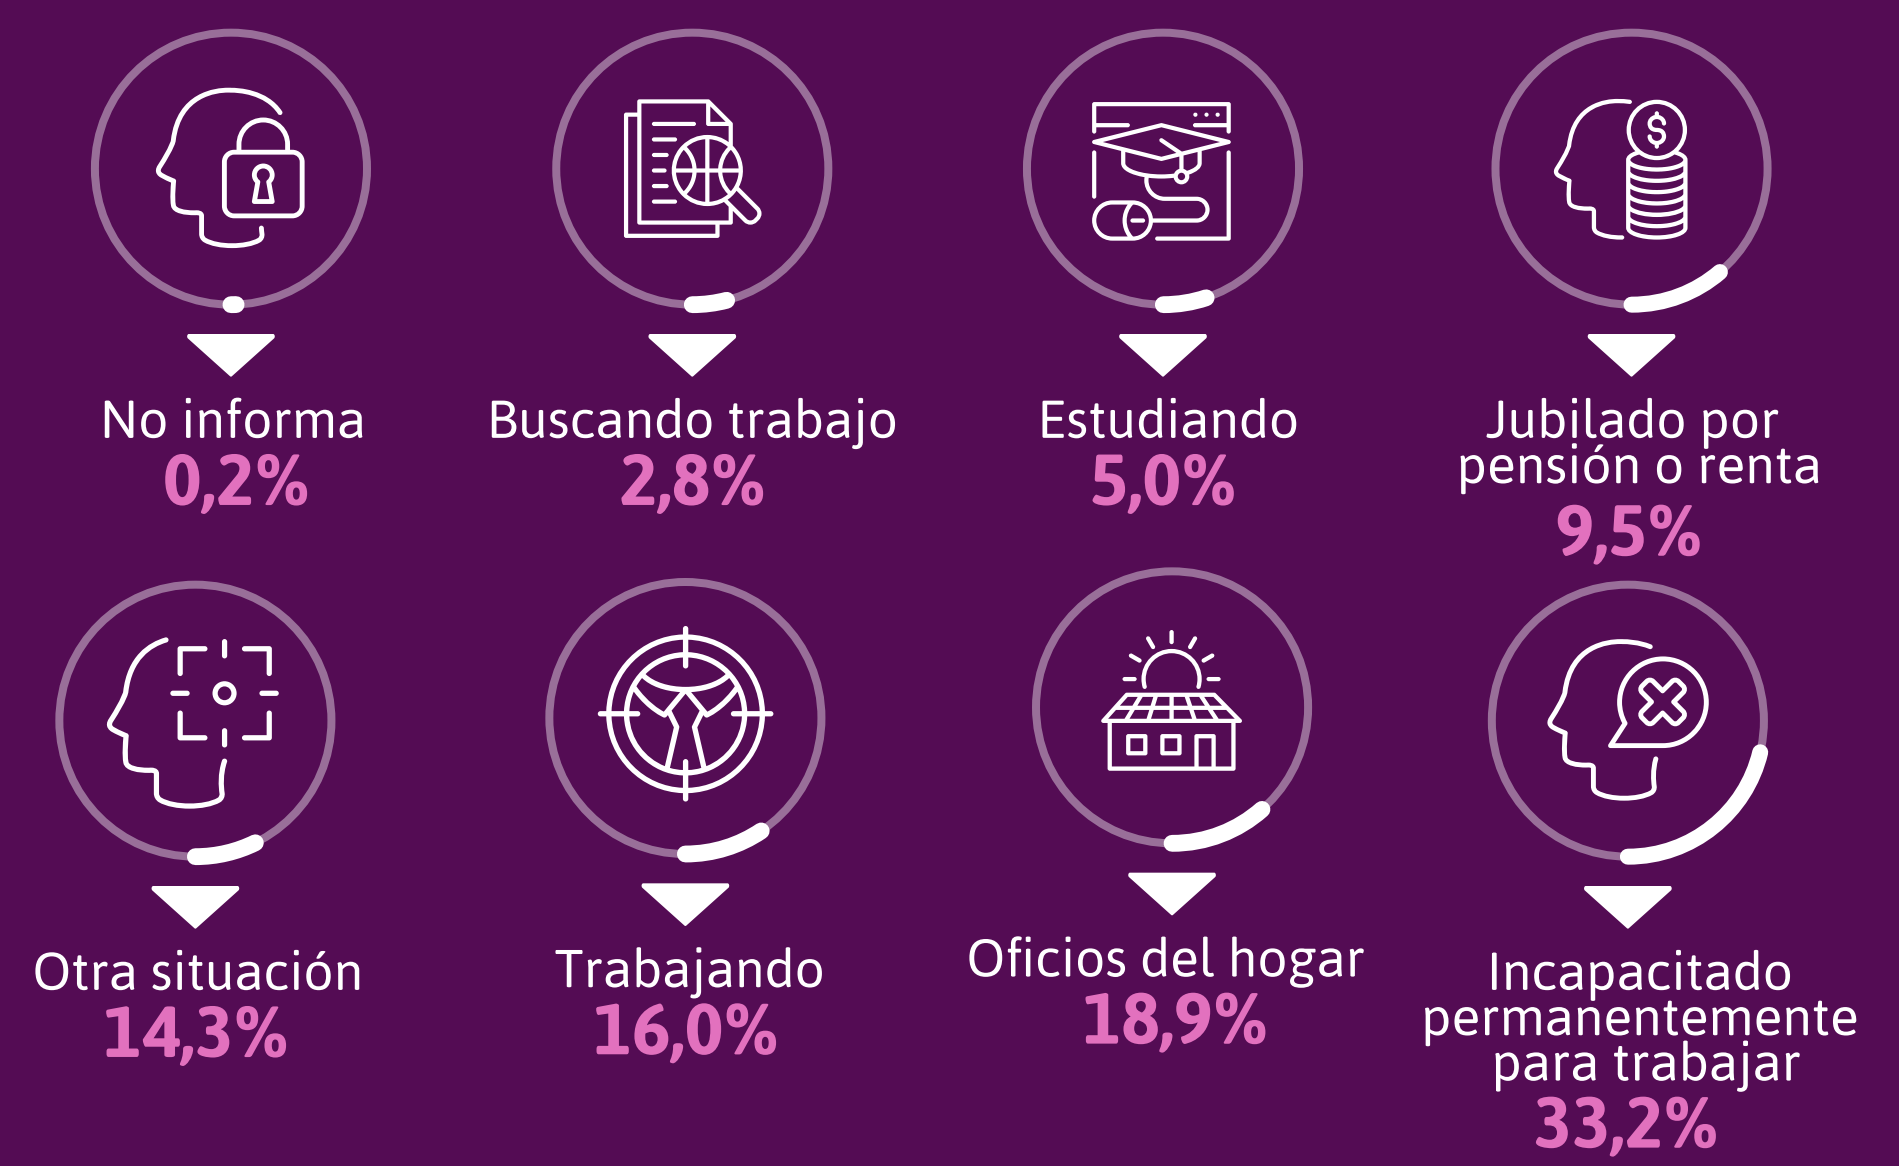 No informa
0,2%
Buscando trabajo
2,8%
Estudiando
5,0%
$
Jubilado por
pensión o renta
9,5%
Otra situación
14,3%
Trabajando
16,0%
Oficios del hogar
18,9%
Incapacitado
permanentemente
para trabajar
33,2%